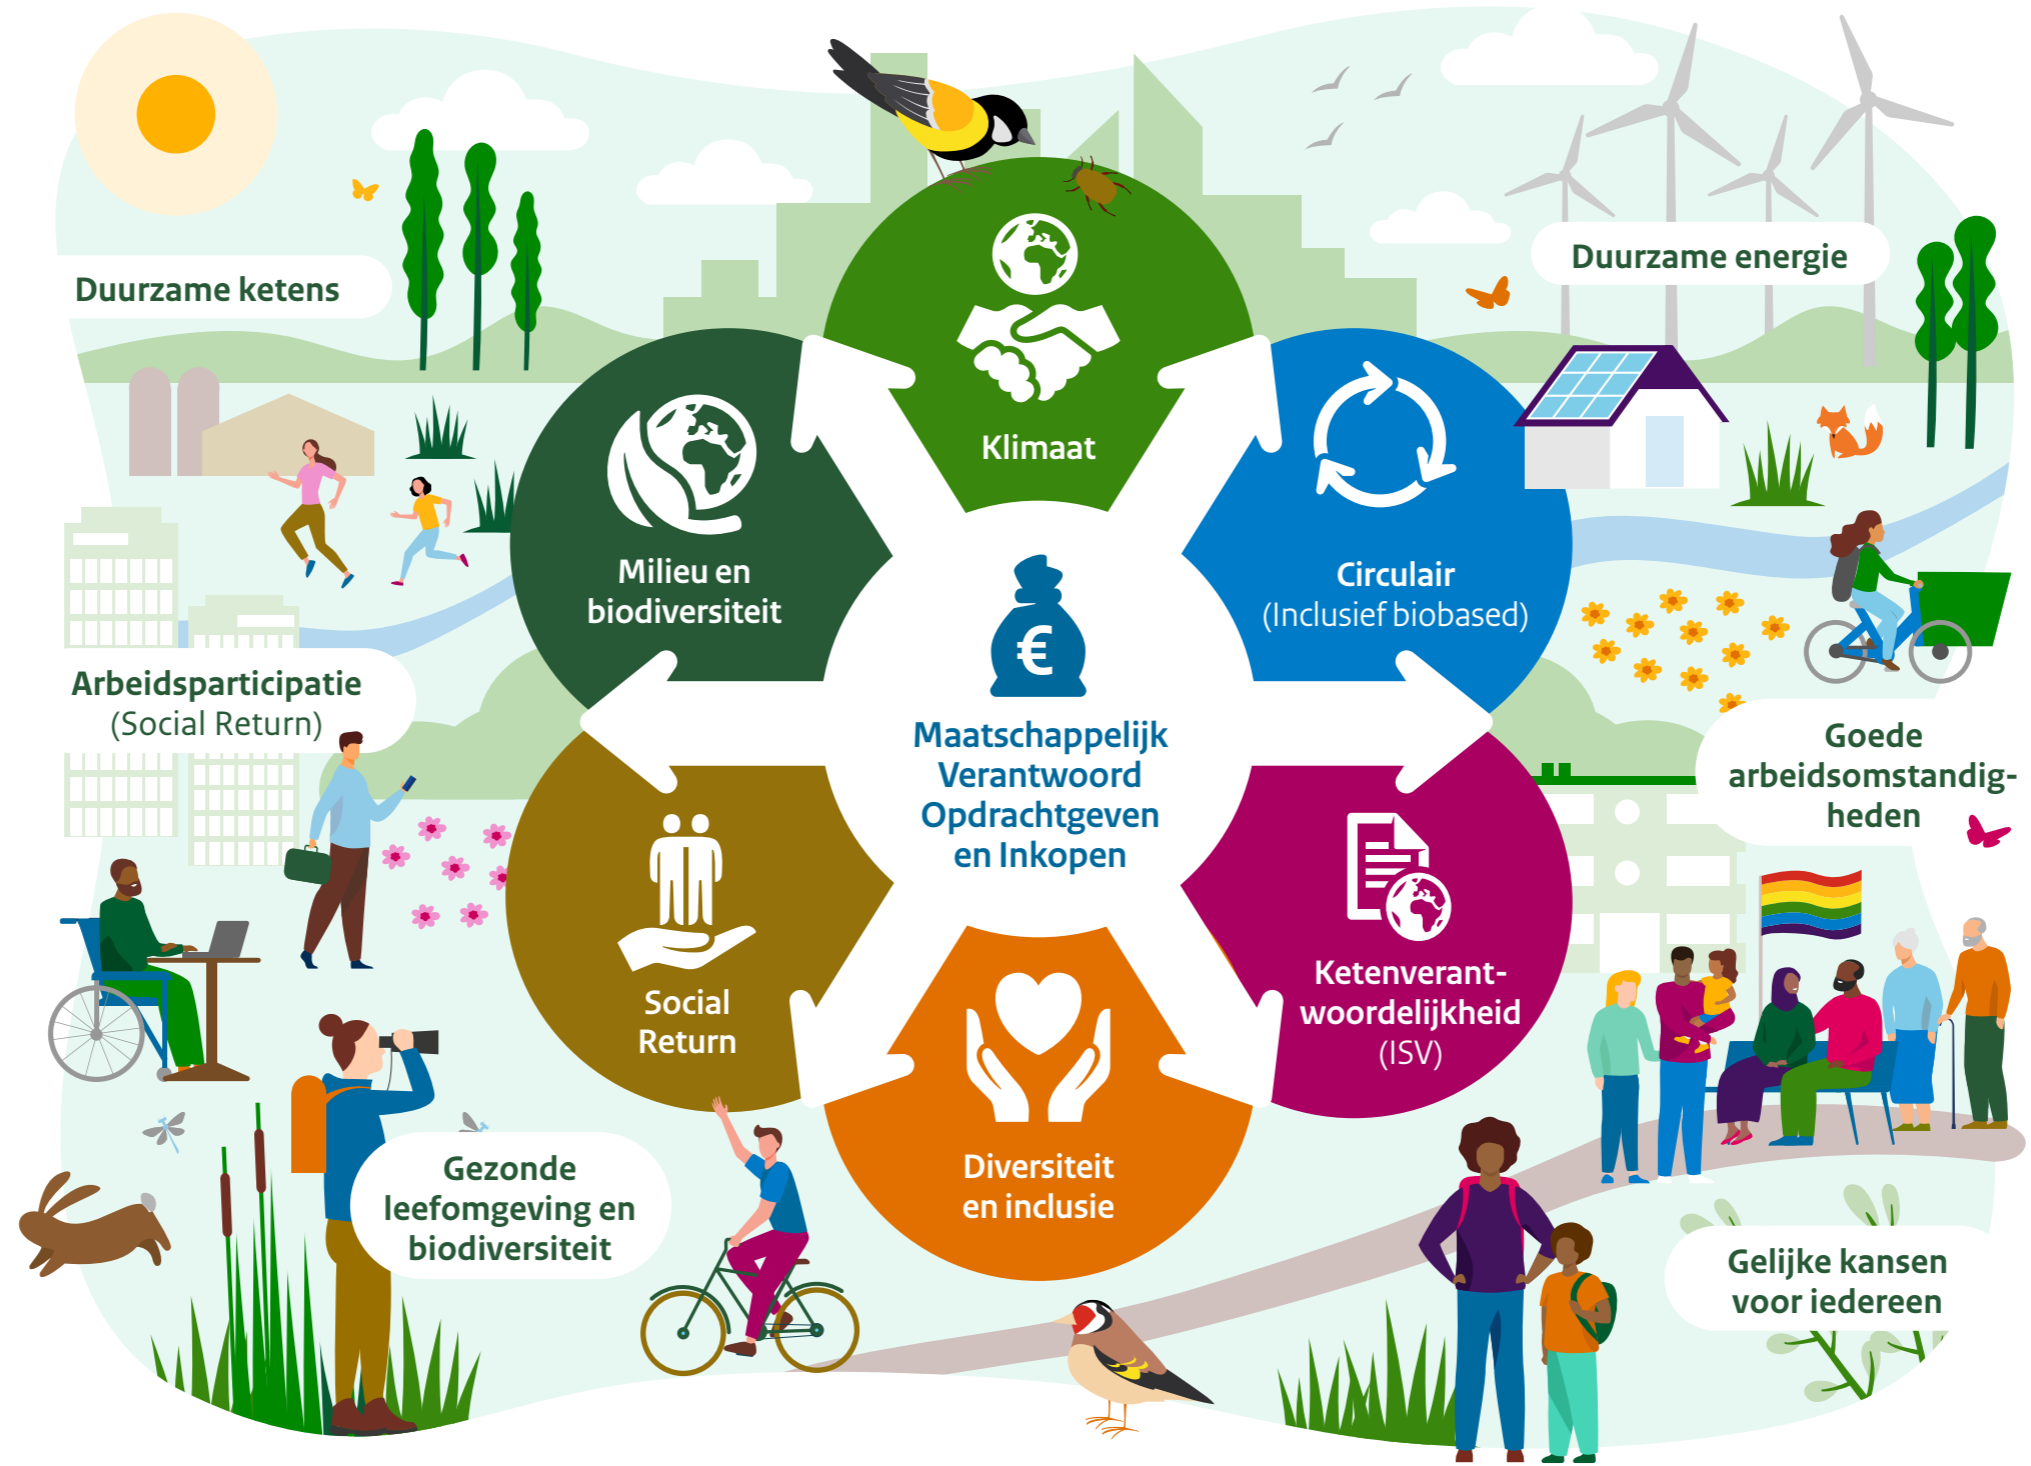 Duurzame ketens
Duurzame energie
Klimaat
Milieu en
biodiversiteit
Circulair
(Inclusief biobased)
€
Maatschappelijk
Verantwoord
Opdrachtgeven
en Inkopen
Arbeidsparticipatie
(Social Return)
Goede
arbeidsomstandig-
heden
Social
Return
Ketenverant-
woordelijkheid
(ISV)
Diversiteit
en inclusie
Gezonde
leefomgeving en
biodiversiteit
Gelijke kansen
voor iedereen